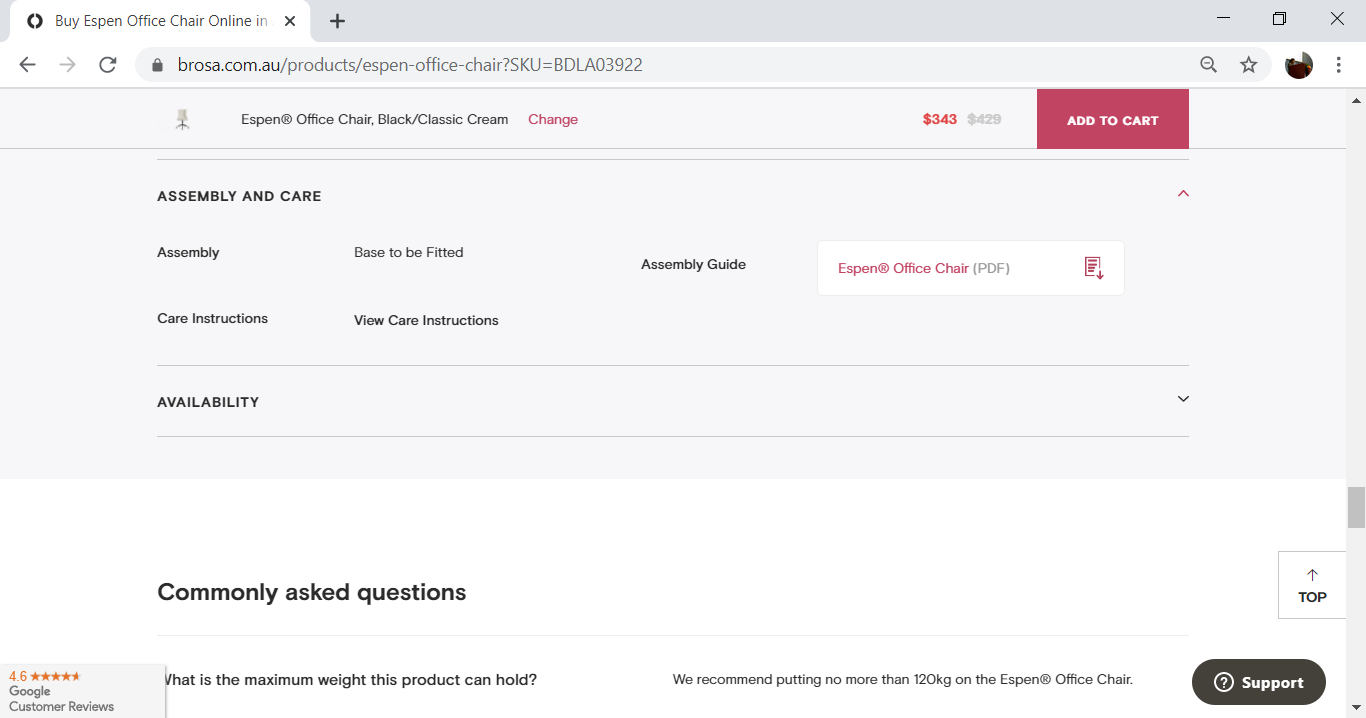 Buy Espen Office Chair Online in
brosa.com.au/products/espen-office-chair?SKU=BDLA03922
Espen® Office Chair, Black/Classic Cream Change $343 $429 ADD TO CART
ASSEMBLY AND CARE
Assembly Base to be Fitted
Assembly Guide Espen® Office Chair (PDF)
Care Instructions View Care Instructions
AVAILABILITY
Commonly asked questions
TOP
What is the maximum weight this product can hold? We recommend putting no more than 120kg on the Espen® Office Chair.
4.6
Google
Customer Reviews
Support